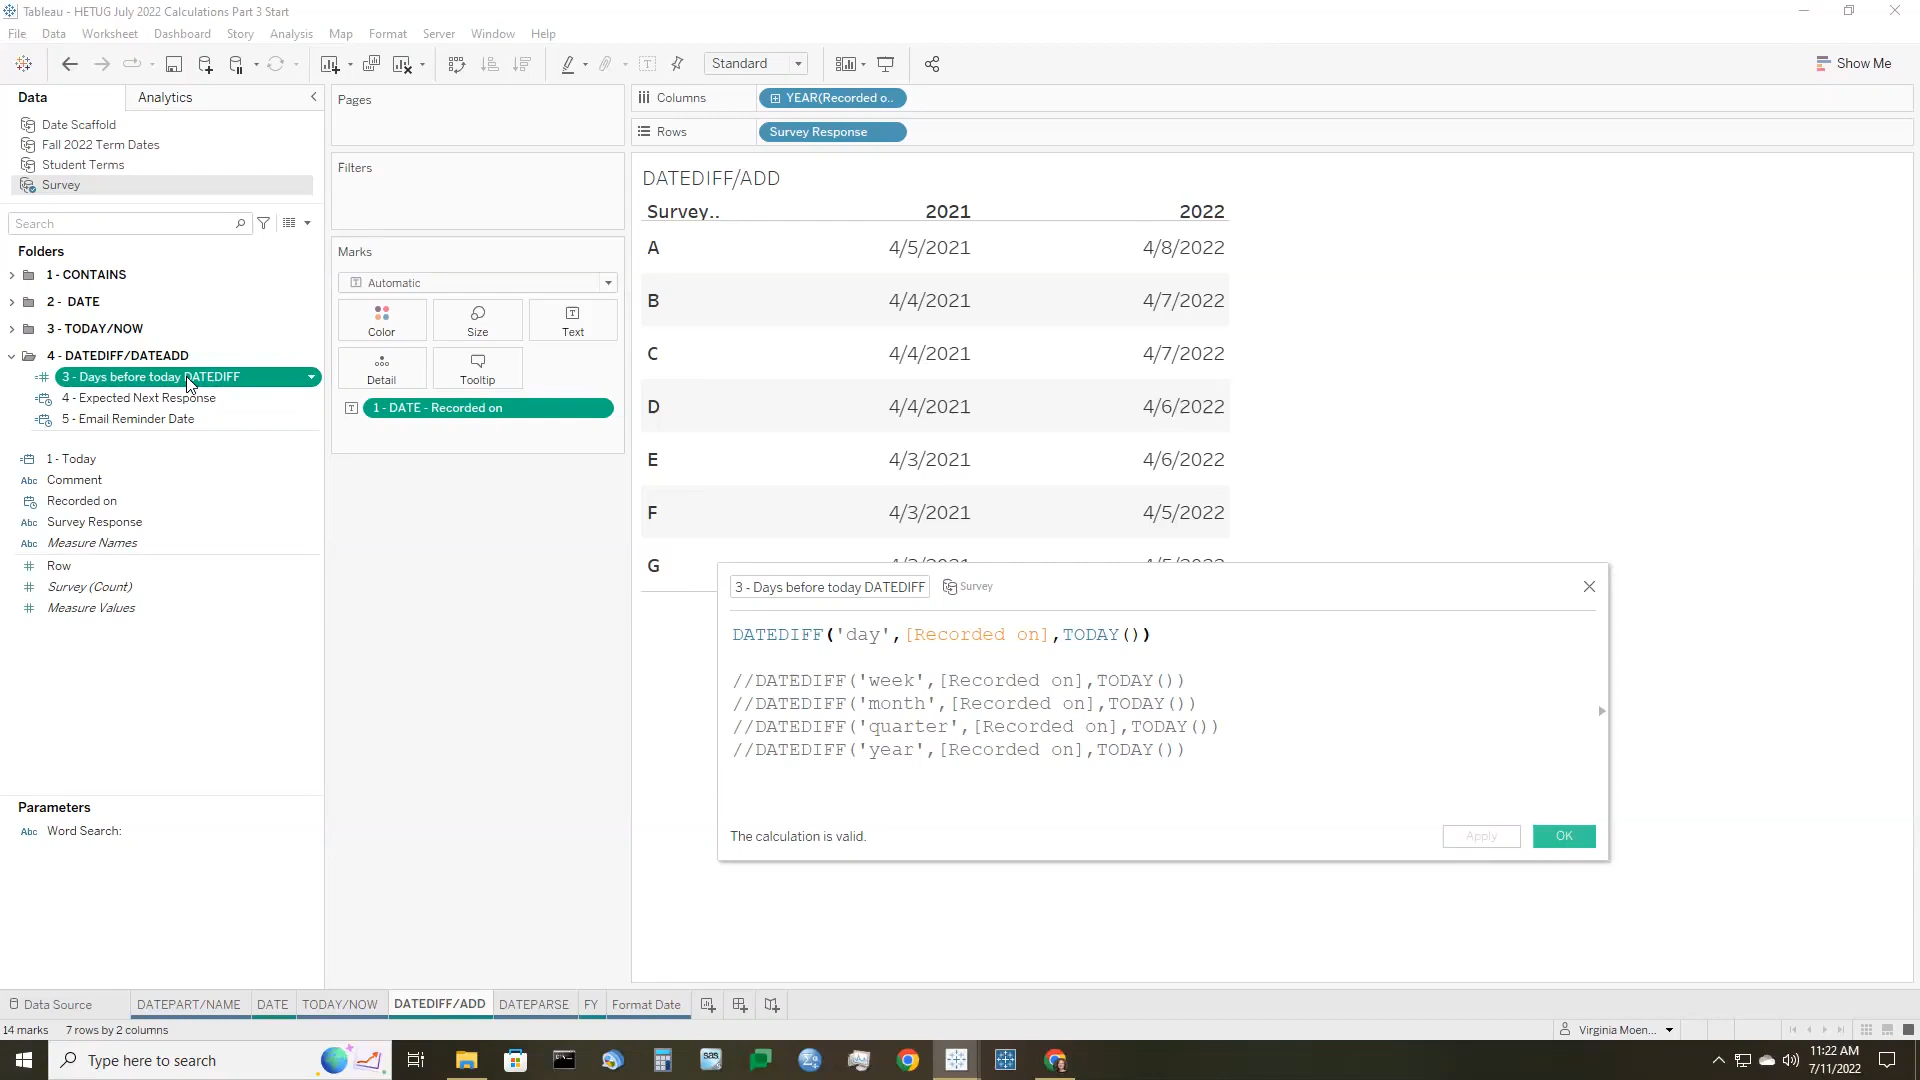 Tableau - HETUG July 2022 Calculations Part 3 Start
File Data Worksheet Dashboard Story Analysis Map Format Server Window Help
Standard
Show Me
Data Analytics
Date Scaffold
Fall 2022 Term Dates
Student Terms
Survey
Search
Folders
1 - CONTAINS
2 - DATE
3 - TODAY/NOW
4 - DATEDIFF/DATEADD
3 - Days before today DATEDIFF
4 - Expected Next Response
5 - Email Reminder Date
1 - Today
Abc Comment
Recorded on
Abc Survey Response
Abc Measure Names
Row
Survey (Count)
Measure Values
Parameters
Abc Word Search:
Pages
Filters
Marks
Automatic
Color Size Text
Detail Tooltip
1 - DATE - Recorded on
Columns YEAR(Recorded o..
Rows Survey Response
DATEDIFF/ADD
Survey.. 2021 2022
A 4/5/2021 4/8/2022
B 4/4/2021 4/7/2022
C 4/4/2021 4/7/2022
D 4/4/2021 4/6/2022
E 4/3/2021 4/6/2022
F 4/3/2021 4/5/2022
G
3 - Days before today DATEDIFF Survey
DATEDIFF('day',[Recorded on],TODAY())
//DATEDIFF('week',[Recorded on],TODAY())
//DATEDIFF('month',[Recorded on],TODAY())
//DATEDIFF('quarter',[Recorded on],TODAY())
//DATEDIFF('year',[Recorded on],TODAY())
The calculation is valid.
Apply OK
Data Source DATEPART/NAME DATE TODAY/NOW DATEDIFF/ADD DATEPARSE FY Format Date
14 marks 7 rows by 2 columns
Virginia Moen...
Type here to search
11:22 AM
7/11/2022